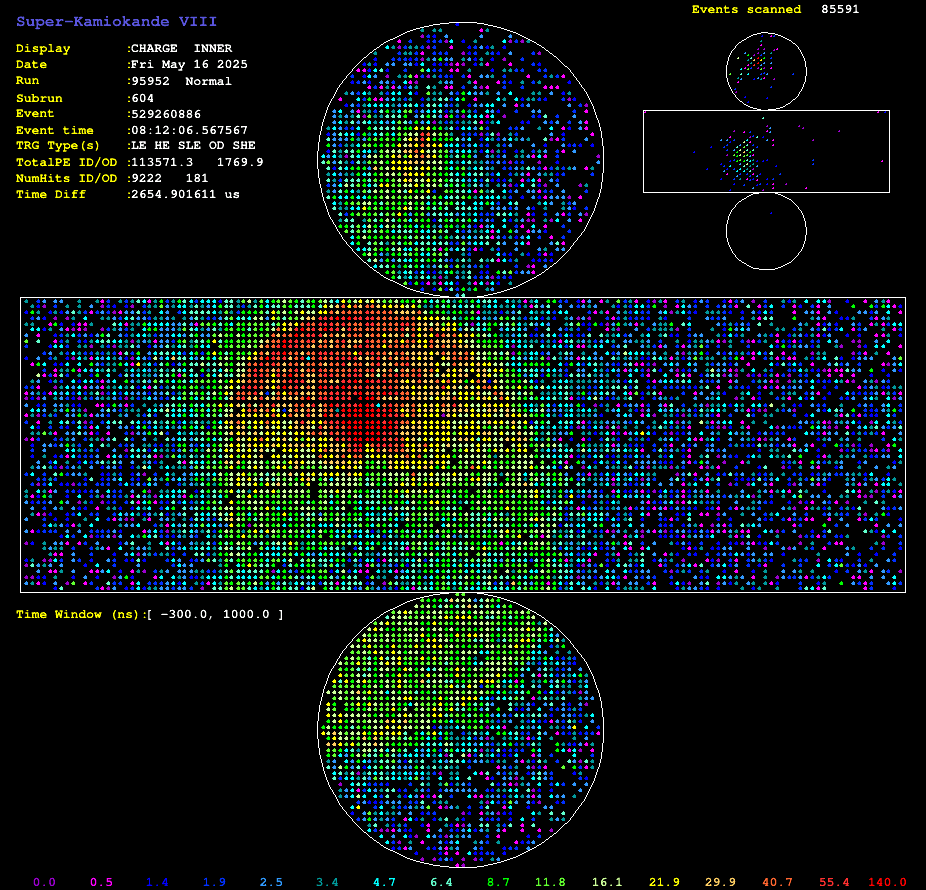 Super-Kamiokande VIII
Display :CHARGE INNER
Date :Fri May 16 2025
Run :95952 Normal
Subrun :604
Event :529260886
Event time :08:12:06.567567
TRG Type(s) :LE HE SLE OD SHE
TotalPE ID/OD :113571.3 1769.9
NumHits ID/OD :9222 181
Time Diff :2654.901611 us
Events scanned 85591
Time Window (ns):[ -300.0, 1000.0 ]
0.0 0.5 1.4 1.9 2.5 3.4 4.7 6.4 8.7 11.8 16.1 21.9 29.9 40.7 55.4 140.0